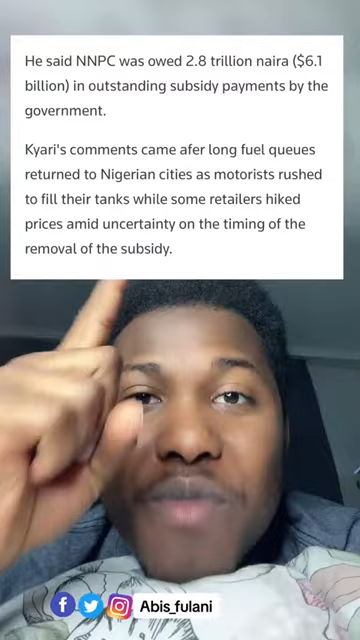 He said NNPC was owed 2.8 trillion naira ($6.1
billion) in outstanding subsidy payments by the
government.
Kyari's comments came afer long fuel queues
returned to Nigerian cities as motorists rushed
to fill their tanks while some retailers hiked
prices amid uncertainty on the timing of the
removal of the subsidy.
Abis_fulani